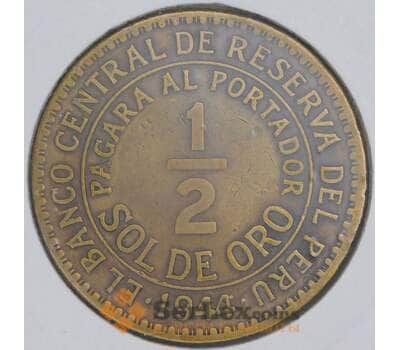 EL BANCO CENTRAL DE RESERVA DEL PERU
PAGARA AL PORTADOR
1
2
SOL DE ORO
· 1944 ·